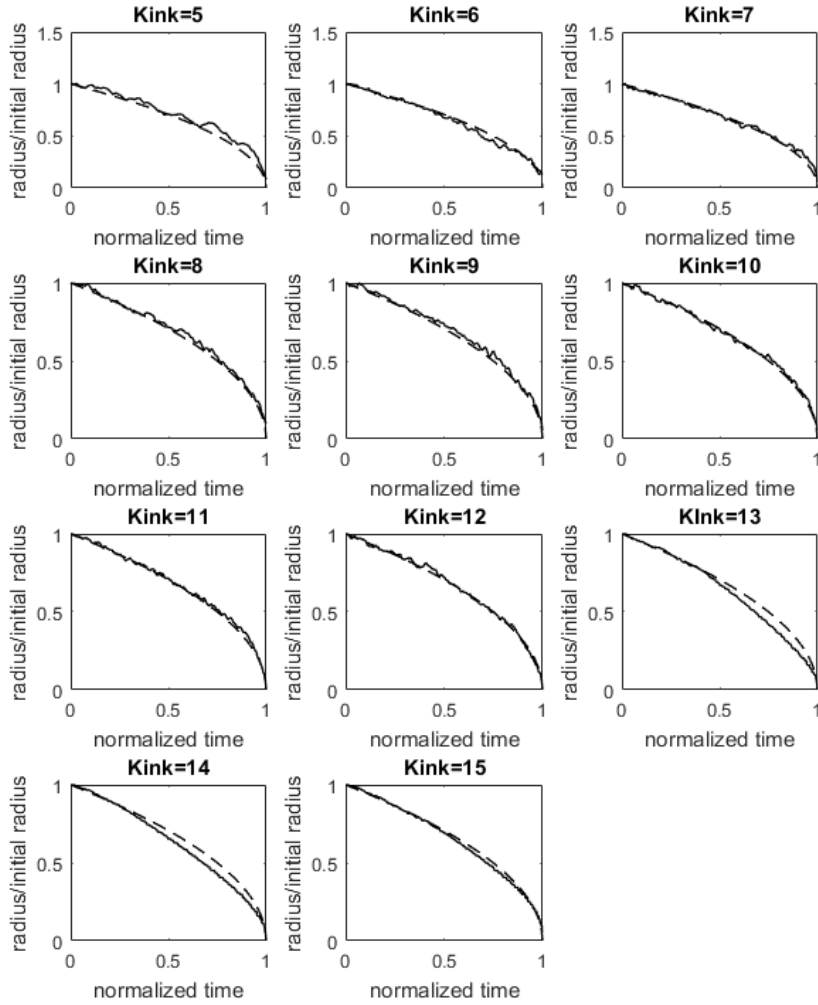 Kink=5
1.5
1
0.5
0
0 0.5 1
radius/initial radius
normalized time
Kink=6
1.5
1
0.5
0
0 0.5 1
radius/initial radius
normalized time
Kink=7
1.5
1
0.5
0
0 0.5 1
radius/initial radius
normalized time
Kink=8
1
0.5
0
0 0.5 1
radius/initial radius
normalized time
Kink=9
1
0.5
0
0 0.5 1
radius/initial radius
normalized time
Kink=10
1
0.5
0
0 0.5 1
radius/initial radius
normalized time
Kink=11
1
0.5
0
0 0.5 1
radius/initial radius
normalized time
Kink=12
1
0.5
0
0 0.5 1
radius/initial radius
normalized time
KInk=13
1
0.5
0
0 0.5 1
radius/initial radius
normalized time
Kink=14
1
0.5
0
0 0.5 1
radius/initial radius
normalized time
Kink=15
1
0.5
0
0 0.5 1
radius/initial radius
normalized time